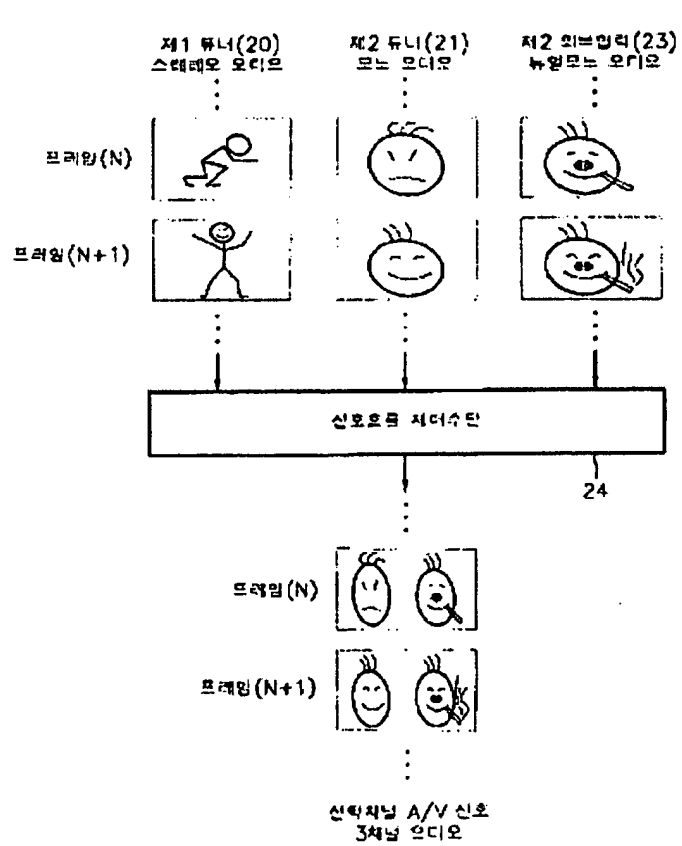 제1 튜너(20)
스테레오 오디오
제2 튜너(21)
모노 오디오
제2 외부입력(23)
듀얼모노 오디오
프레임(N)
프레임(N+1)
신호흐름 제어수단
24
프레임(N)
프레임(N+1)
선택채널 A/V 신호
3채널 오디오